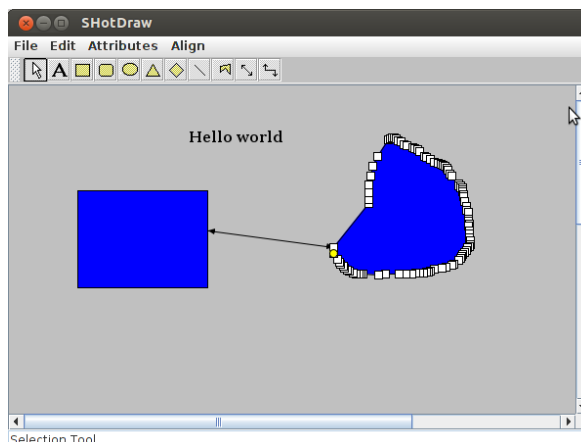 SHotDraw
File Edit Attributes Align
A
Hello world
Selection Tool